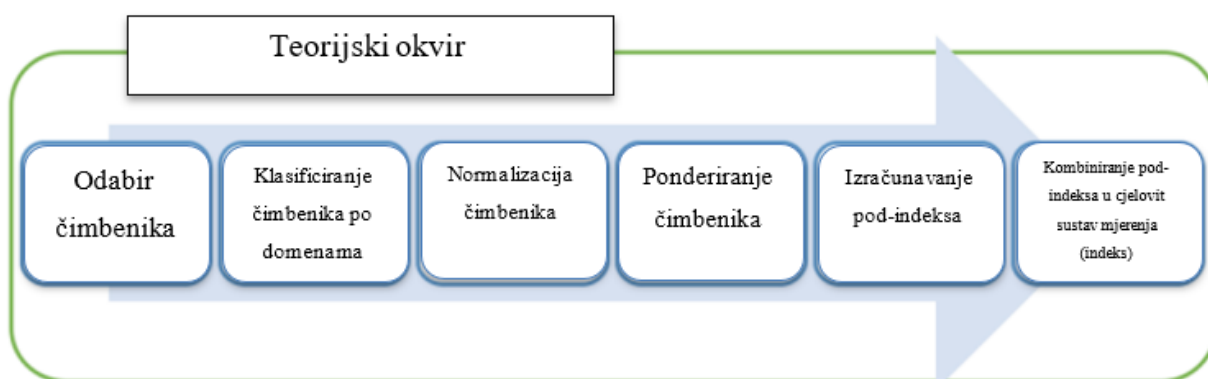 Teorijski okvir
Odabir
čimbenika
Klasificiranje
čimbenika po
domenama
Normalizacija
čimbenika
Ponderiranje
čimbenika
Izračunavanje
pod-indeksa
Kombiniranje pod-
indeksa u cjelovit
sustav mjerenja
(indeks)